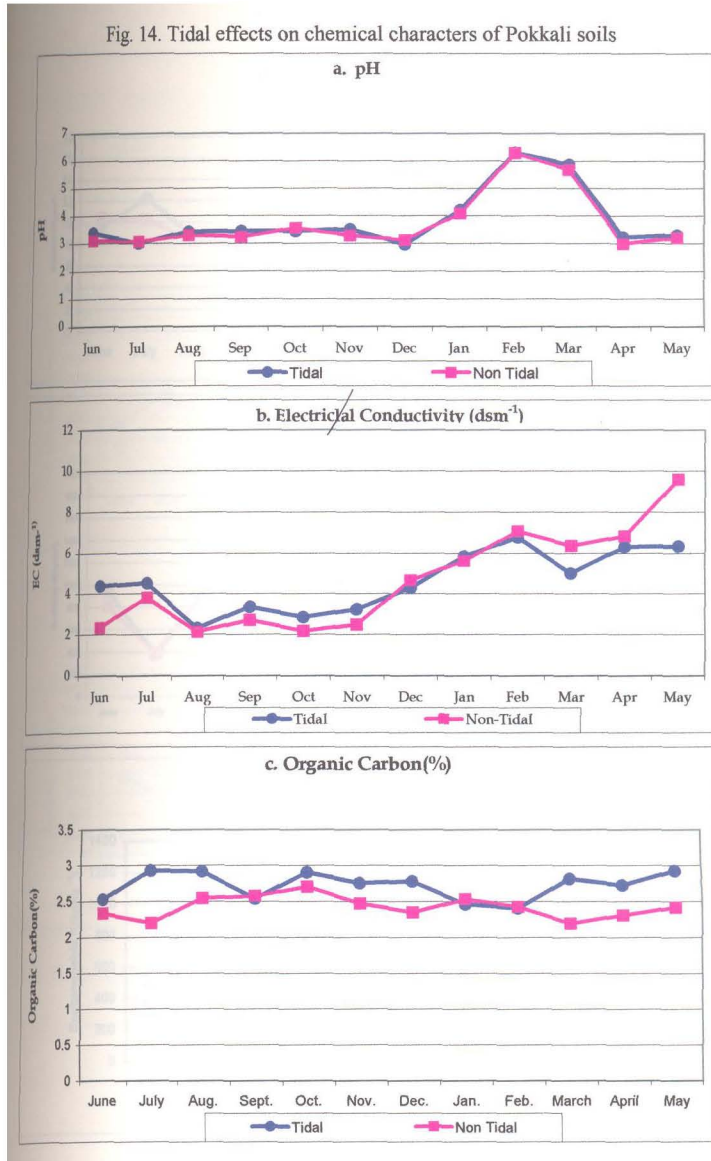 Fig. 14. Tidal effects on chemical characters of Pokkali soils
a. pH
7
6
5
4
3
2
1
0
pH
Jun Jul Aug Sep Oct Nov Dec Jan Feb Mar Apr May
Tidal Non Tidal
b. Electriclal Conductivity (dsm⁻¹)
12
10
8
6
4
2
0
EC (dsm⁻¹)
Jun Jul Aug Sep Oct Nov Dec Jan Feb Mar Apr May
Tidal Non-Tidal
c. Organic Carbon(%)
3.5
3
2.5
2
1.5
1
0.5
0
Organic Carbon(%)
June July Aug. Sept. Oct. Nov. Dec. Jan. Feb. March April May
Tidal Non Tidal